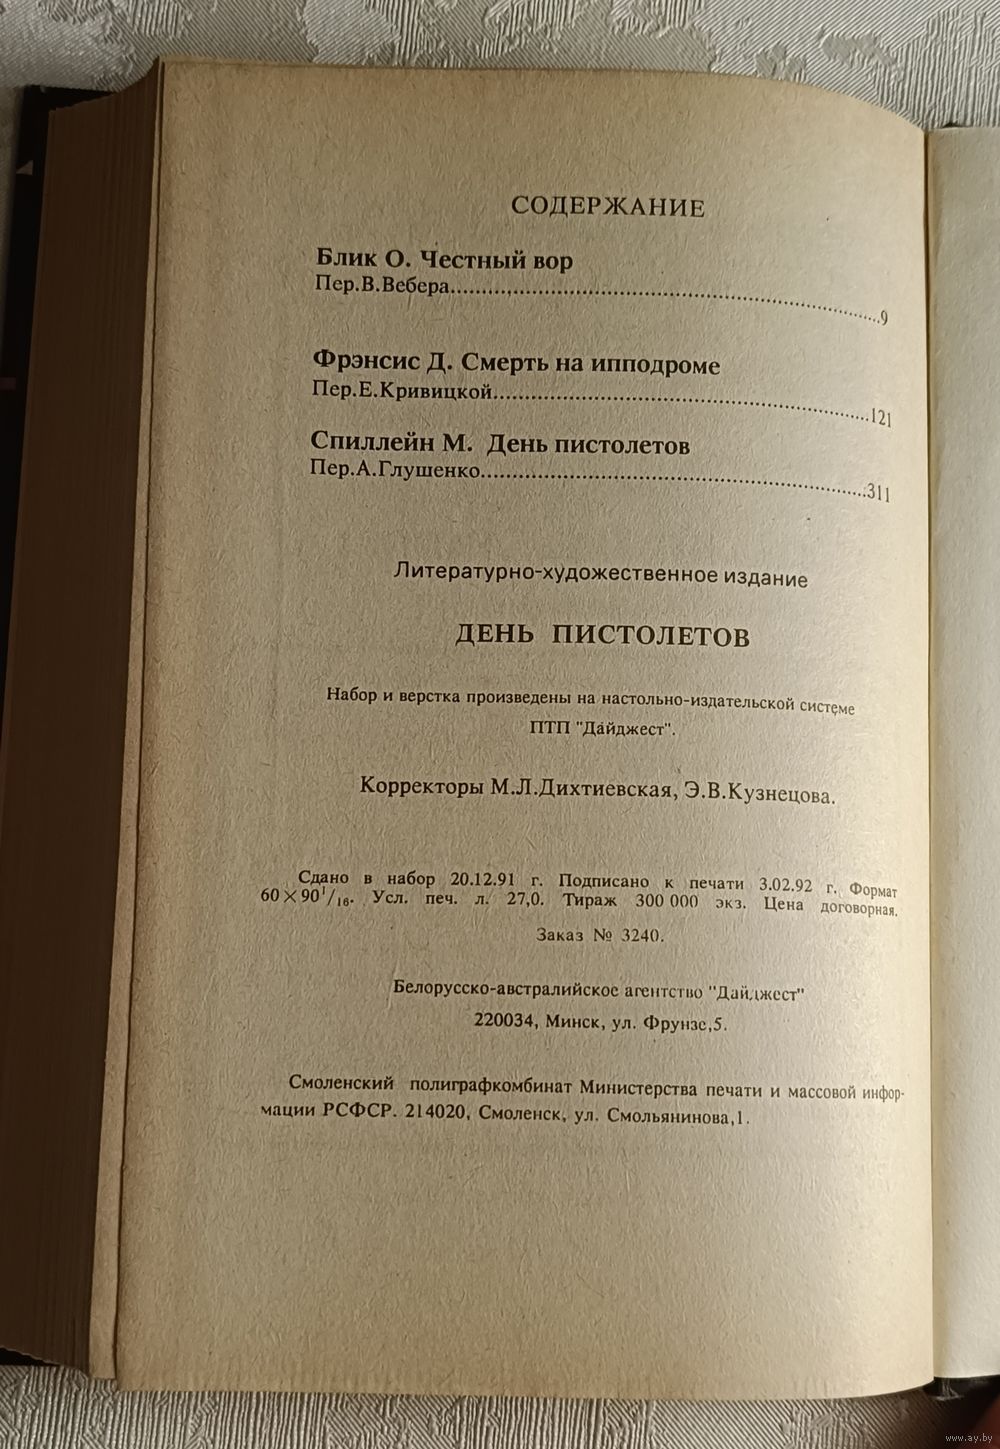 СОДЕРЖАНИЕ
Блик О. Честный вор
Пер.В.Вебера..........9
Фрэнсис Д. Смерть на ипподроме
Пер.Е.Кривицкой..........121
Спиллейн М. День пистолетов
Пер.А.Глушенко..........311
Литературно-художественное издание
ДЕНЬ ПИСТОЛЕТОВ
Набор и верстка произведены на настольно-издательской системе
ПТП "Дайджест".
Корректоры М.Л.Дихтиевская, Э.В.Кузнецова.
Сдано в набор 20.12.91 г. Подписано к печати 3.02.92 г. Формат
60×90¹/₁₆. Усл. печ. л. 27,0. Тираж 300 000 экз. Цена договорная.
Заказ № 3240.
Белорусско-австралийское агентство "Дайджест"
220034, Минск, ул. Фрунзе,5.
Смоленский полиграфкомбинат Министерства печати и массовой инфор-
мации РСФСР. 214020, Смоленск, ул. Смольянинова,1.
www.ay.by